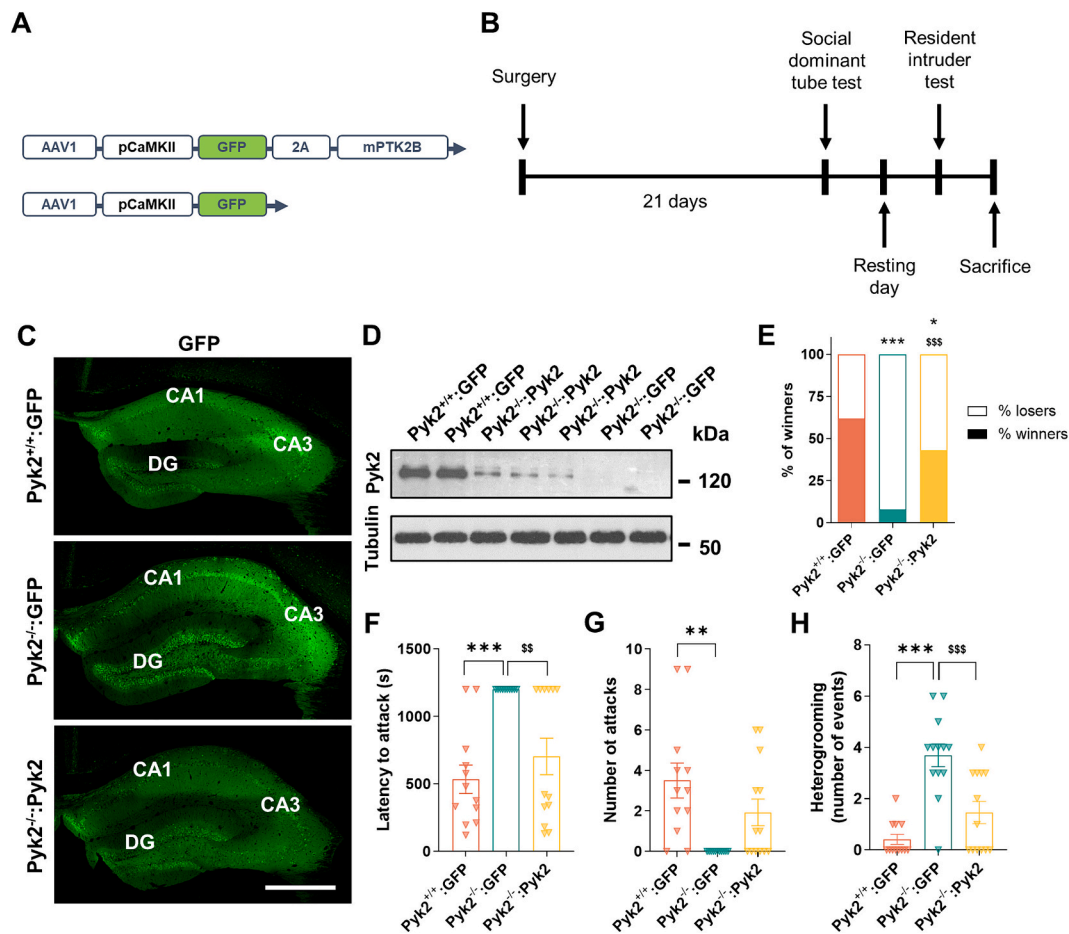 A
AAV1 pCaMKII GFP 2A mPTK2B
AAV1 pCaMKII GFP
B
Surgery
Social
dominant
tube test
Resident
intruder
test
21 days
Resting
day
Sacrifice
C
GFP
Pyk2+/+::GFP
CA1
CA3
DG
Pyk2-/-::GFP
CA1
CA3
DG
Pyk2-/-::Pyk2
CA1
CA3
DG
D
Pyk2+/+::GFP
Pyk2+/+::GFP
Pyk2-/-::Pyk2
Pyk2-/-::Pyk2
Pyk2-/-::Pyk2
Pyk2-/-::GFP
Pyk2-/-::GFP
kDa
Pyk2
120
Tubulin
50
E
*
*** $$$
% of winners
100
50
0
% losers
% winners
Pyk2+/+::GFP
Pyk2-/-::GFP
Pyk2-/-::Pyk2
F
*** $$
Latency to attack (s)
1500
1000
500
0
Pyk2+/+::GFP
Pyk2-/-::GFP
Pyk2-/-::Pyk2
G
**
Number ot attacks
10
8
6
4
2
0
Pyk2+/+::GFP
Pyk2-/-::GFP
Pyk2-/-::Pyk2
H
*** $$$
Heterogrooming
(number of events)
8
6
4
2
0
Pyk2+/+::GFP
Pyk2-/-::GFP
Pyk2-/-::Pyk2